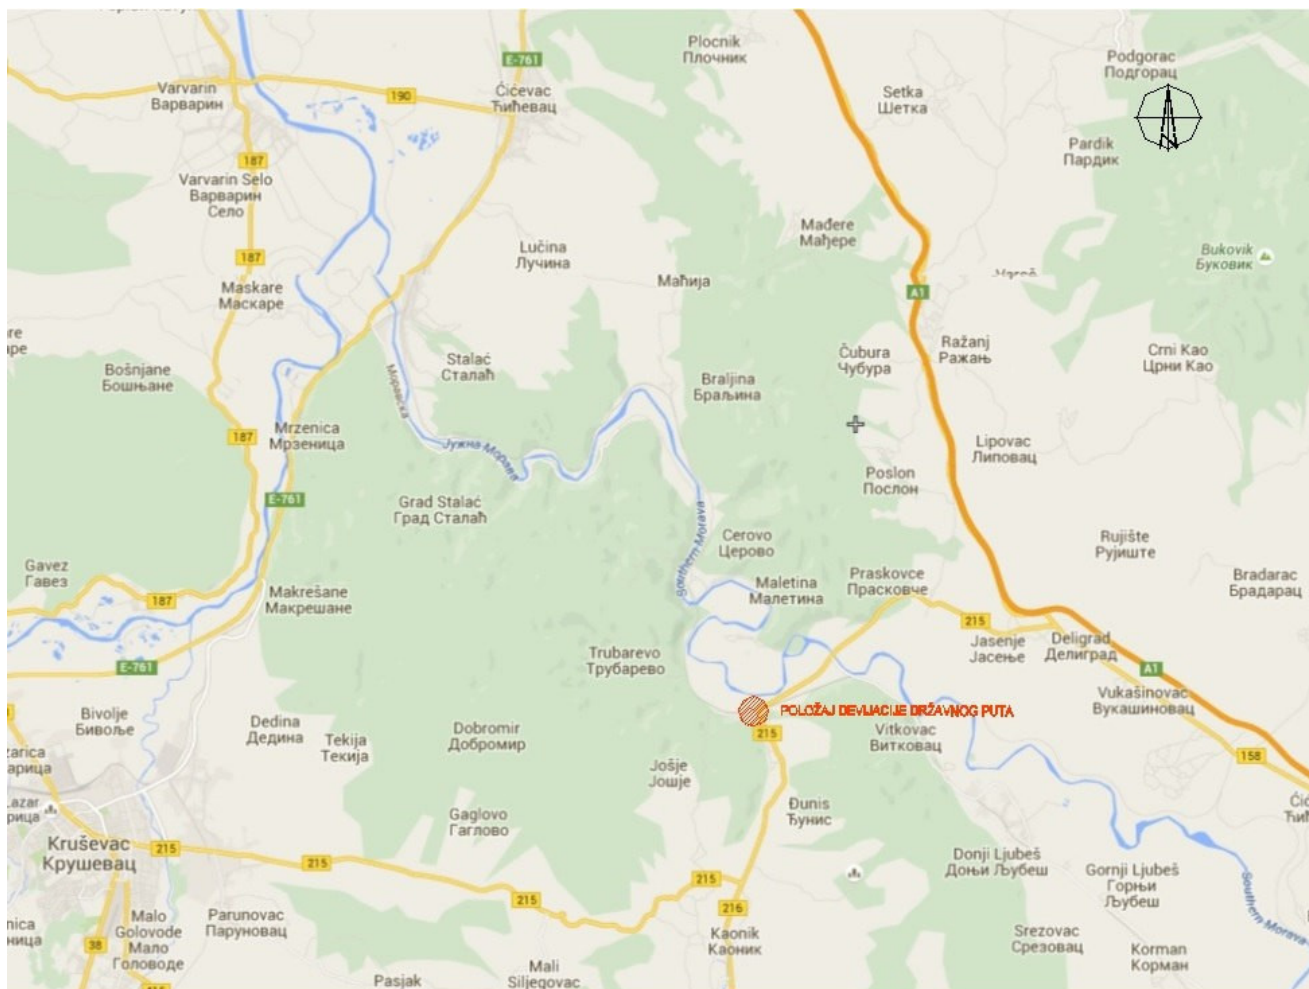 Varvarin
Варварин
190
E-761
Ćićevac
Ћићевац
Plocnik
Плочник
Setka
Шетка
Podgorac
Подгорац
Pardik
Пардик
187
Varvarin Selo
Варварин
Село
187
Maskare
Маскаре
Lučina
Лучина
Mađere
Мађере
Маћија
Bukovik
Буковик
A1
Ražanj
Ражањ
Čubura
Чубура
Crni Kao
Црни Као
Bošnjane
Бошњане
Stalać
Сталаћ
Моравска
Braljina
Браљина
187
Mrzenica
Мрзеница
Јужна Морава
Lipovac
Липовац
Poslon
Послон
E-761
Grad Stalać
Град Сталаћ
Southern Morava
Cerovo
Церово
Rujište
Рујиште
Gavez
Гавез
187
Makrešane
Макрешане
Maletina
Малетина
Praskovce
Прасковче
Bradarac
Брадарац
215
Jasenje
Јасење
Deligrad
Делиград
A1
E-761
Trubarevo
Трубарево
Vukašinovac
Вукашиновац
Bivolje
Бивоље
Dedina
Дедина
Tekija
Текија
Dobromir
Добромир
POLOŽAJ DEVIJACIJE DRŽAVNOG PUTA
215
Vitkovac
Витковац
158
Jošje
Јошје
Đunis
Ђунис
Gaglovo
Гаглово
Kruševac
Крушевац
215
215
215
215
216
Donji Ljubeš
Доњи Љубеш
Gornji Ljubeš
Горњи
Љубеш
Southern Morava
Malo
Golovode
Мало
Головоде
38
Parunovac
Паруновац
Kaonik
Каоник
Srezovac
Срезовац
Korman
Корман
Pasjak
Mali
Siljegovac